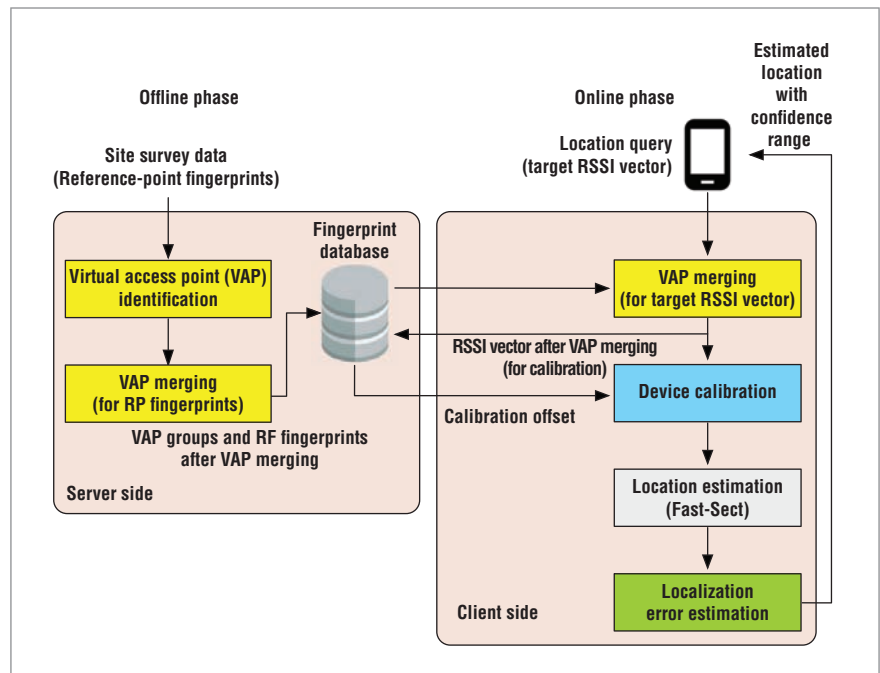 Offline phase
Site survey data
(Reference-point fingerprints)
Virtual access point (VAP)
identification
VAP merging
(for RP fingerprints)
VAP groups and RF fingerprints
after VAP merging
Server side
Fingerprint
database
Online phase
Location query
(target RSSI vector)
Estimated
location
with
confidence
range
VAP merging
(for target RSSI vector)
RSSI vector after VAP merging
(for calibration)
Device calibration
Calibration offset
Location estimation
(Fast-Sect)
Localization
error estimation
Client side